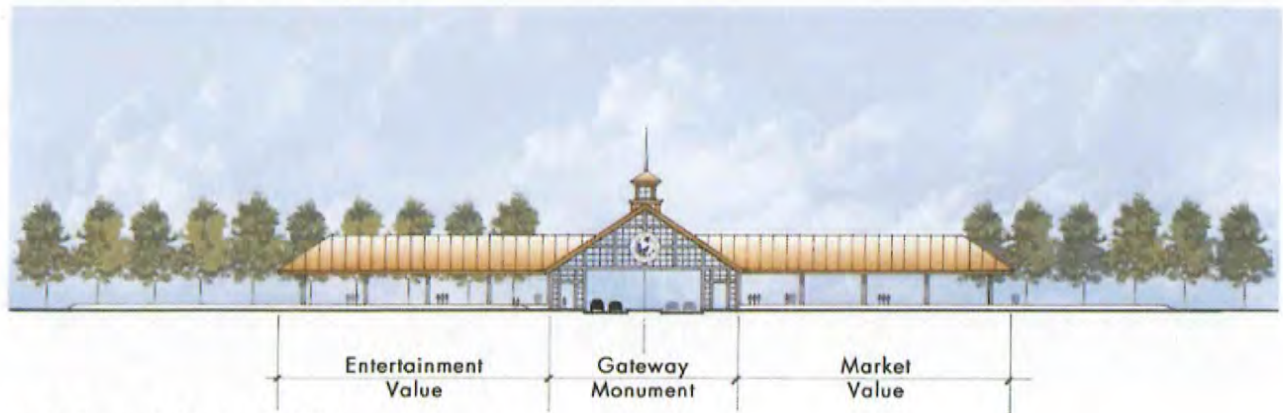 Entertainment
Value
Gateway
Monument
Market
Value